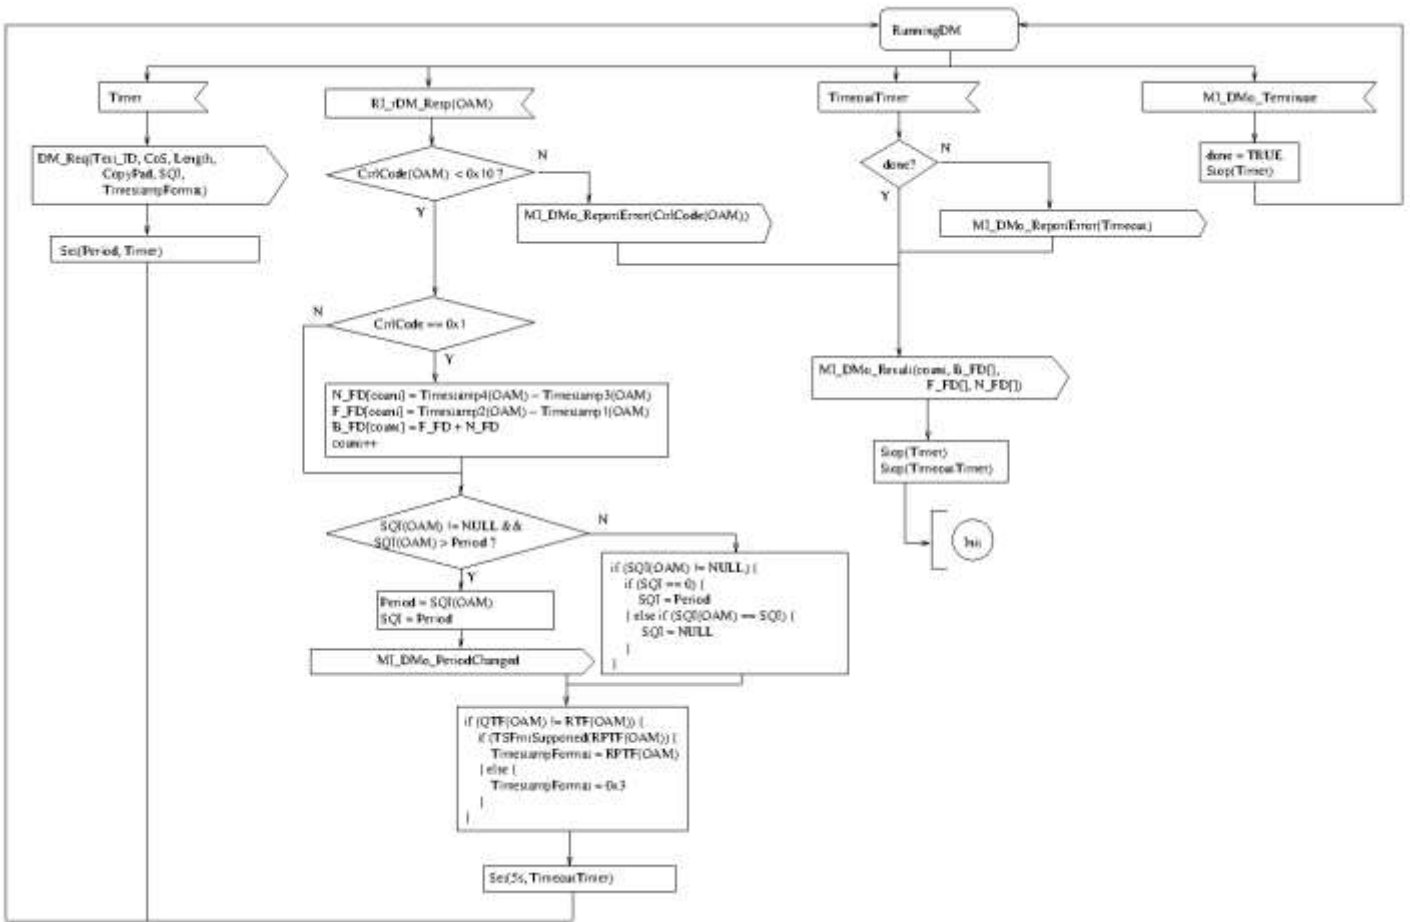 RunningDM
Timer
RI_rDM_Resp(OAM)
TimeoutTimer
MI_DMo_Terminate
DM_Req(Test_ID, CoS, Length,
CopyPad, SQI,
TimestampFormat)
Set(Period, Timer)
CtrlCode(OAM) < 0x10 ?
N
Y
MI_DMo_ReportError(CtrlCode(OAM))
done?
N
Y
MI_DMo_ReportError(Timeout)
done = TRUE
Stop(Timer)
CtrlCode == 0x1
N
Y
N_FD[count] = Timestamp4(OAM) – Timestamp3(OAM)
F_FD[count] = Timestamp2(OAM) – Timestamp1(OAM)
B_FD[count] = F_FD + N_FD
count++
MI_DMo_Result(count, B_FD[],
F_FD[], N_FD[])
Stop(Timer)
Stop(TimeoutTimer)
Init
SQI(OAM) != NULL &&
SQI(OAM) > Period ?
N
Y
Period = SQI(OAM)
SQI = Period
MI_DMo_PeriodChanged
if (SQI(OAM) != NULL) {
if (SQI == 0) {
SQI = Period
} else if (SQI(OAM) == SQI) {
SQI = NULL
}
}
if (QTF(OAM) != RTF(OAM)) {
if (TSFmtSupported(RPTF(OAM)) {
TimestampFormat = RPTF(OAM)
} else {
TimestampFormat = 0x3
}
}
Set(5s, TimeoutTimer)